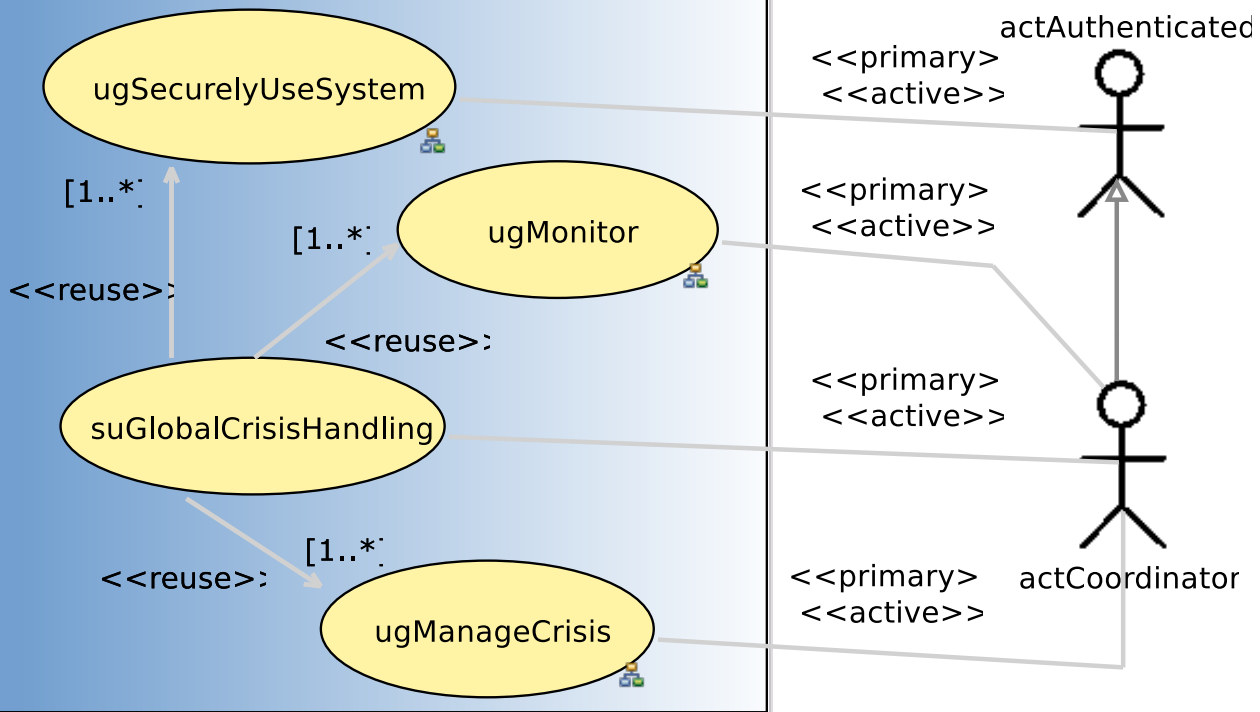 actAuthenticated
<<primary>
<<active>>
ugSecurelyUseSystem
[1..*]
<<primary>
<<active>>
[1..*]
ugMonitor
<<reuse>>
<<reuse>>
<<primary>
<<active>>
suGlobalCrisisHandling
[1..*]
<<reuse>>
<<primary>
<<active>>
actCoordinator
ugManageCrisis